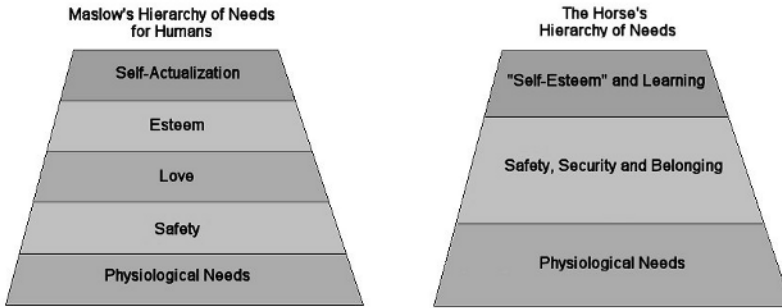 Maslow's Hierarchy of Needs
for Humans
Self-Actualization
Esteem
Love
Safety
Physiological Needs
The Horse's
Hierarchy of Needs
"Self-Esteem" and Learning
Safety, Security and Belonging
Physiological Needs